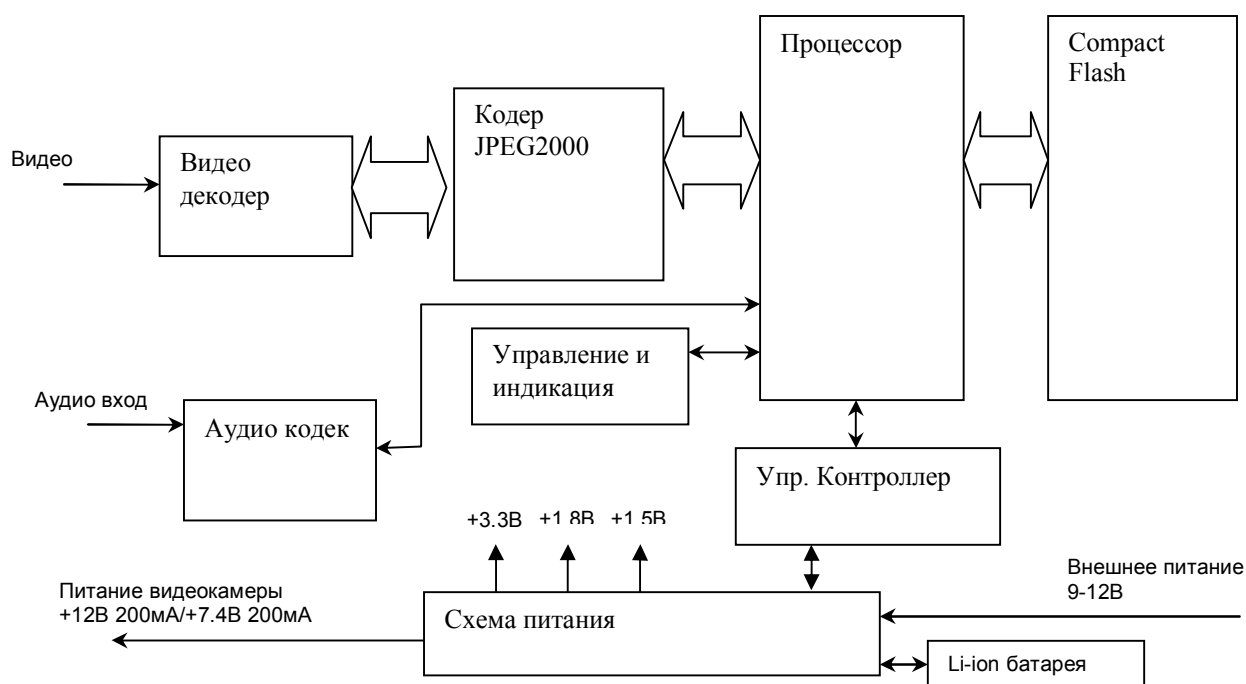 Процессор
Compact
Flash
Кодер
JPEG2000
Видео
Видео
декодер
Управление и
индикация
Аудио вход
Аудио кодек
Упр. Контроллер
+3.3В +1.8В +1.5В
Внешнее питание
9-12В
Питание видеокамеры
+12В 200мА/+7.4В 200мА
Схема питания
Li-ion батарея